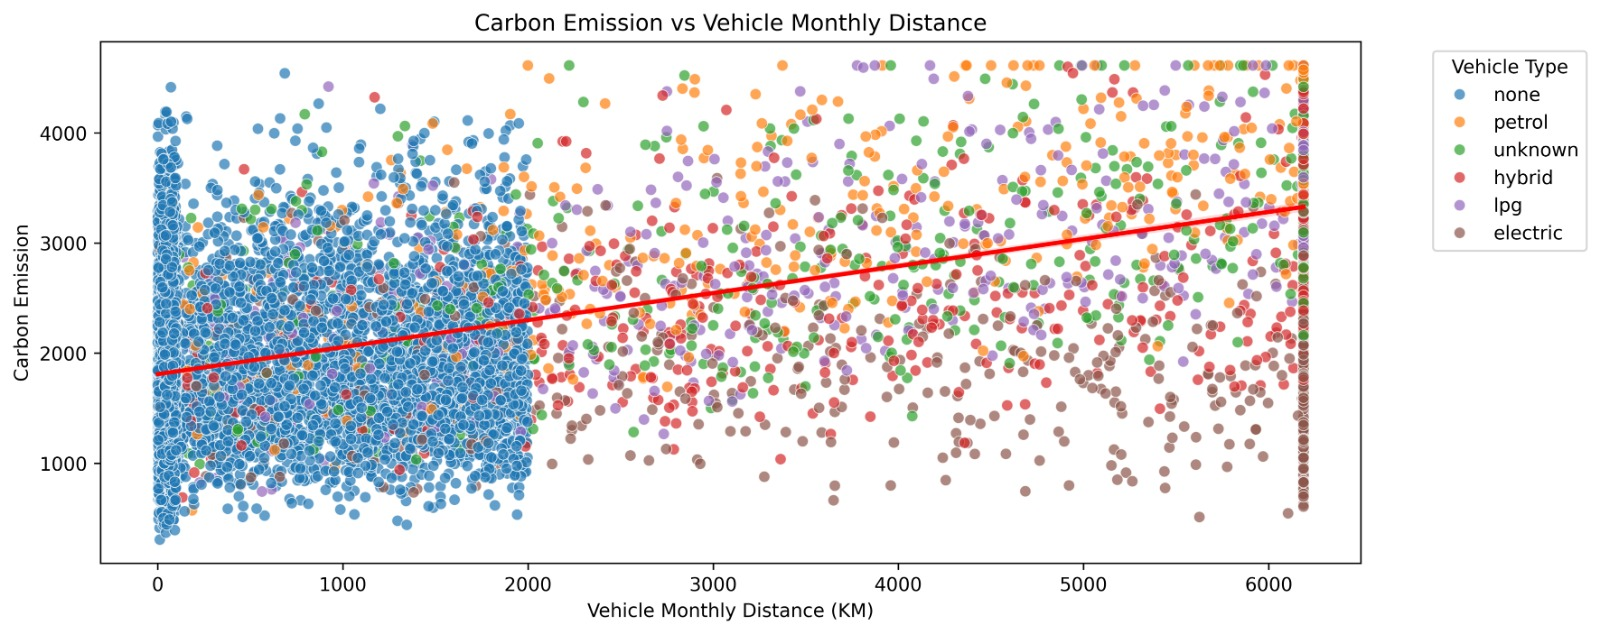 Carbon Emission vs Vehicle Monthly Distance
Vehicle Type
none
petrol
unknown
hybrid
lpg
electric
Carbon Emission
4000
3000
2000
1000
0 1000 2000 3000 4000 5000 6000
Vehicle Monthly Distance (KM)